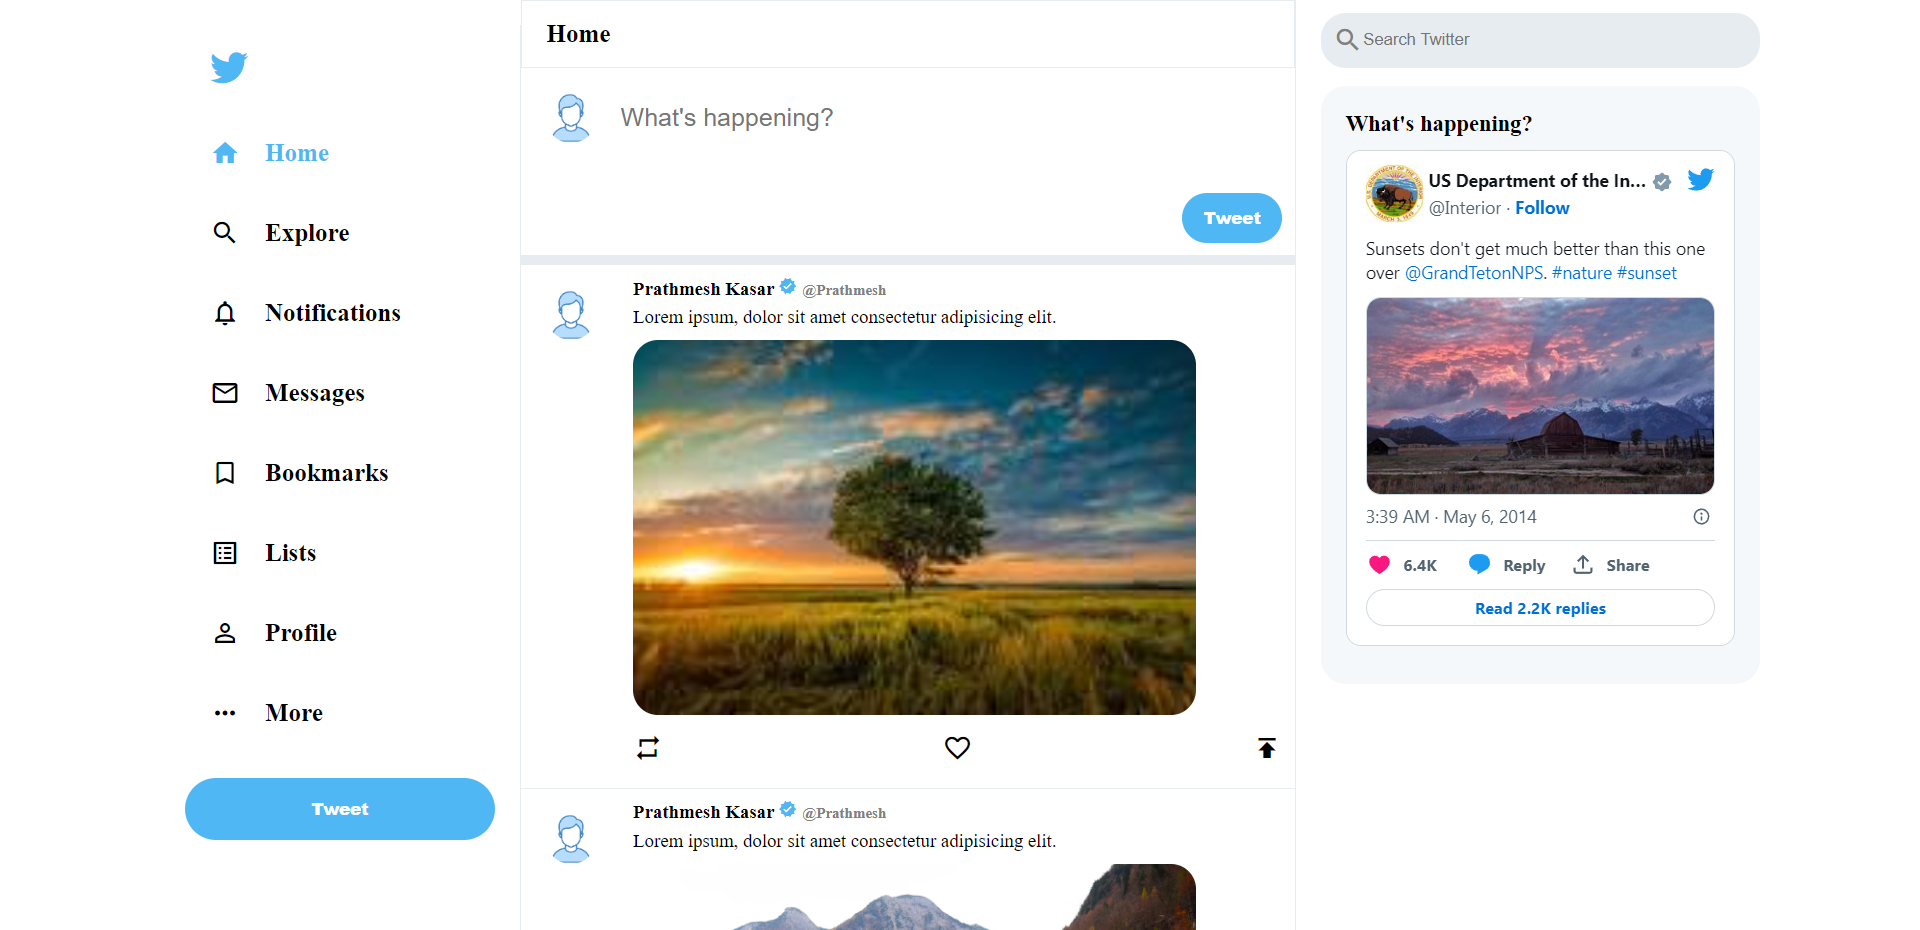 Home
Explore
Notifications
Messages
Bookmarks
Lists
Profile
More
Tweet
Home
What's happening?
Tweet
Prathmesh Kasar @Prathmesh
Lorem ipsum, dolor sit amet consectetur adipisicing elit.
Prathmesh Kasar @Prathmesh
Lorem ipsum, dolor sit amet consectetur adipisicing elit.
Search Twitter
What's happening?
US Department of the In...
@Interior · Follow
Sunsets don't get much better than this one
over @GrandTetonNPS. #nature #sunset
3:39 AM · May 6, 2014
6.4K Reply Share
Read 2.2K replies